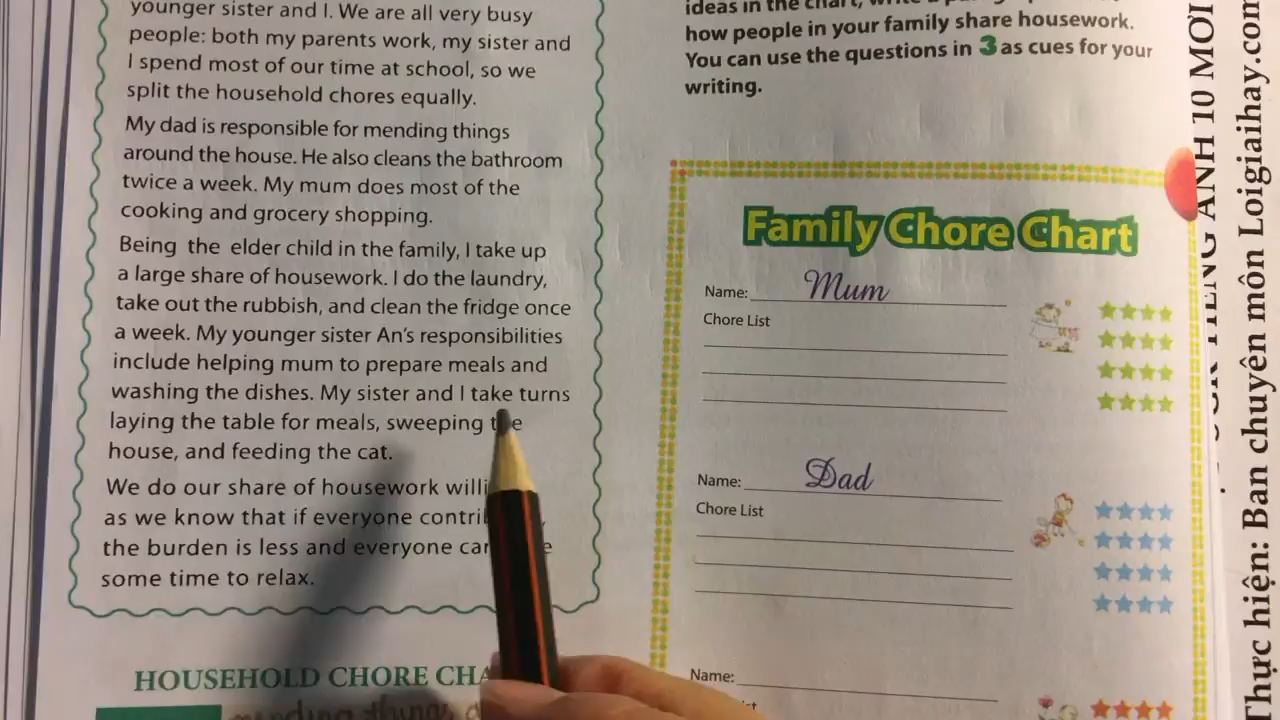 younger sister and I. We are all very busy
people: both my parents work, my sister and
I spend most of our time at school, so we
split the household chores equally.
My dad is responsible for mending things
around the house. He also cleans the bathroom
twice a week. My mum does most of the
cooking and grocery shopping.
Being the elder child in the family, I take up
a large share of housework. I do the laundry,
take out the rubbish, and clean the fridge once
a week. My younger sister An's responsibilities
include helping mum to prepare meals and
washing the dishes. My sister and I take turns
laying the table for meals, sweeping the
house, and feeding the cat.
We do our share of housework
as we know that if everyone
the burden is less and everyone
some time to relax.
HOUSEHOLD CHORE
mending things
ideas in the chart,
how people in your family share housework.
You can use the questions in 3 as cues for your
writing.
Family Chore Chart
Name: Mum
Chore List
Name: Dad
Chore List
Name:
TIẾNG ANH 10 MỚI
Thực hiện: Ban chuyên môn Loigiaihay.com